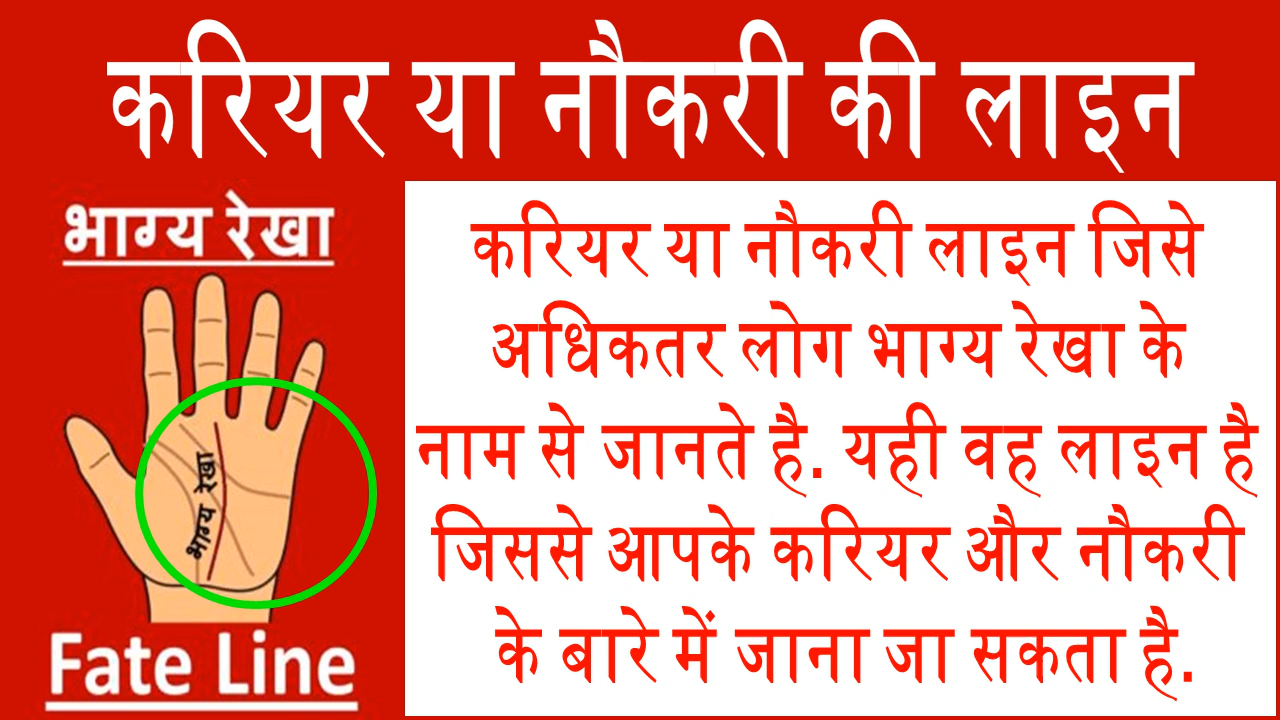 करियर या नौकरी की लाइन
भाग्य रेखा
भाग्य रेखा
Fate Line
करियर या नौकरी लाइन जिसे
अधिकतर लोग भाग्य रेखा के
नाम से जानते है. यही वह लाइन है
जिससे आपके करियर और नौकरी
के बारे में जाना जा सकता है.